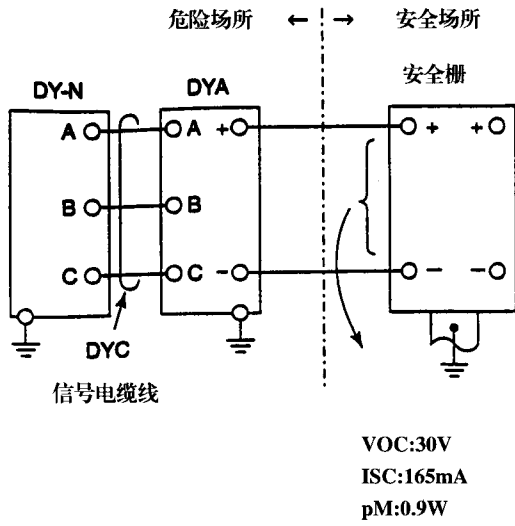 危险场所 ← → 安全场所
安全栅
DY-N DYA
A A + + +
B B
C C - - -
DYC
信号电缆线
VOC:30V
ISC:165mA
pM:0.9W